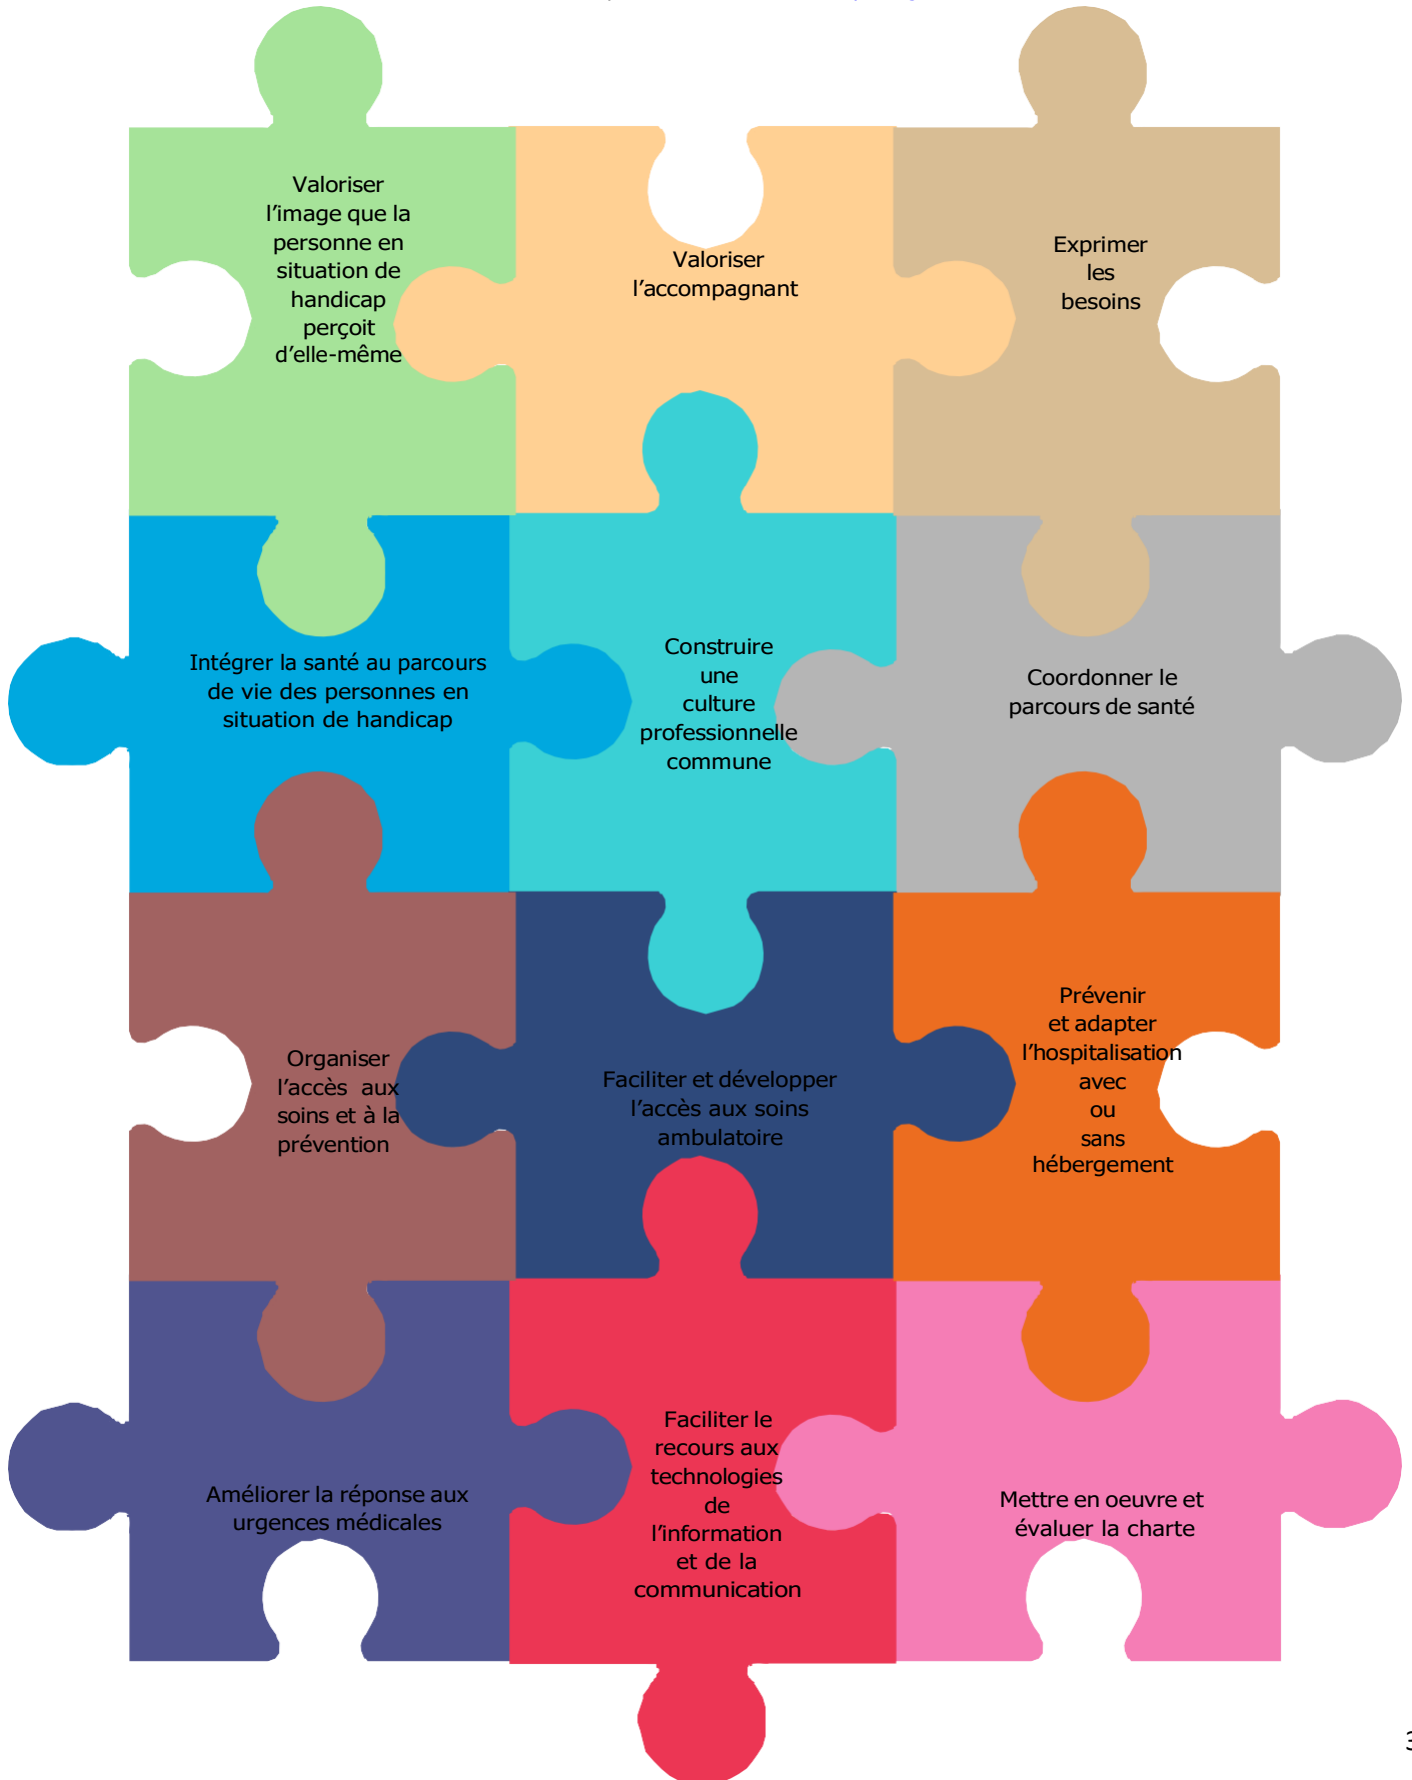 Valoriser
l’image que la
personne en
situation de
handicap
perçoit
d’elle-même
Valoriser
l’accompagnant
Exprimer
les
besoins
Intégrer la santé au parcours
de vie des personnes en
situation de handicap
Construire
une
culture
professionnelle
commune
Coordonner le
parcours de santé
Organiser
l’accès aux
soins et à la
prévention
Faciliter et développer
l’accès aux soins
ambulatoire
Prévenir
et adapter
l’hospitalisation
avec
ou
sans
hébergement
Améliorer la réponse aux
urgences médicales
Faciliter le
recours aux
technologies
de
l’information
et de la
communication
Mettre en oeuvre et
évaluer la charte